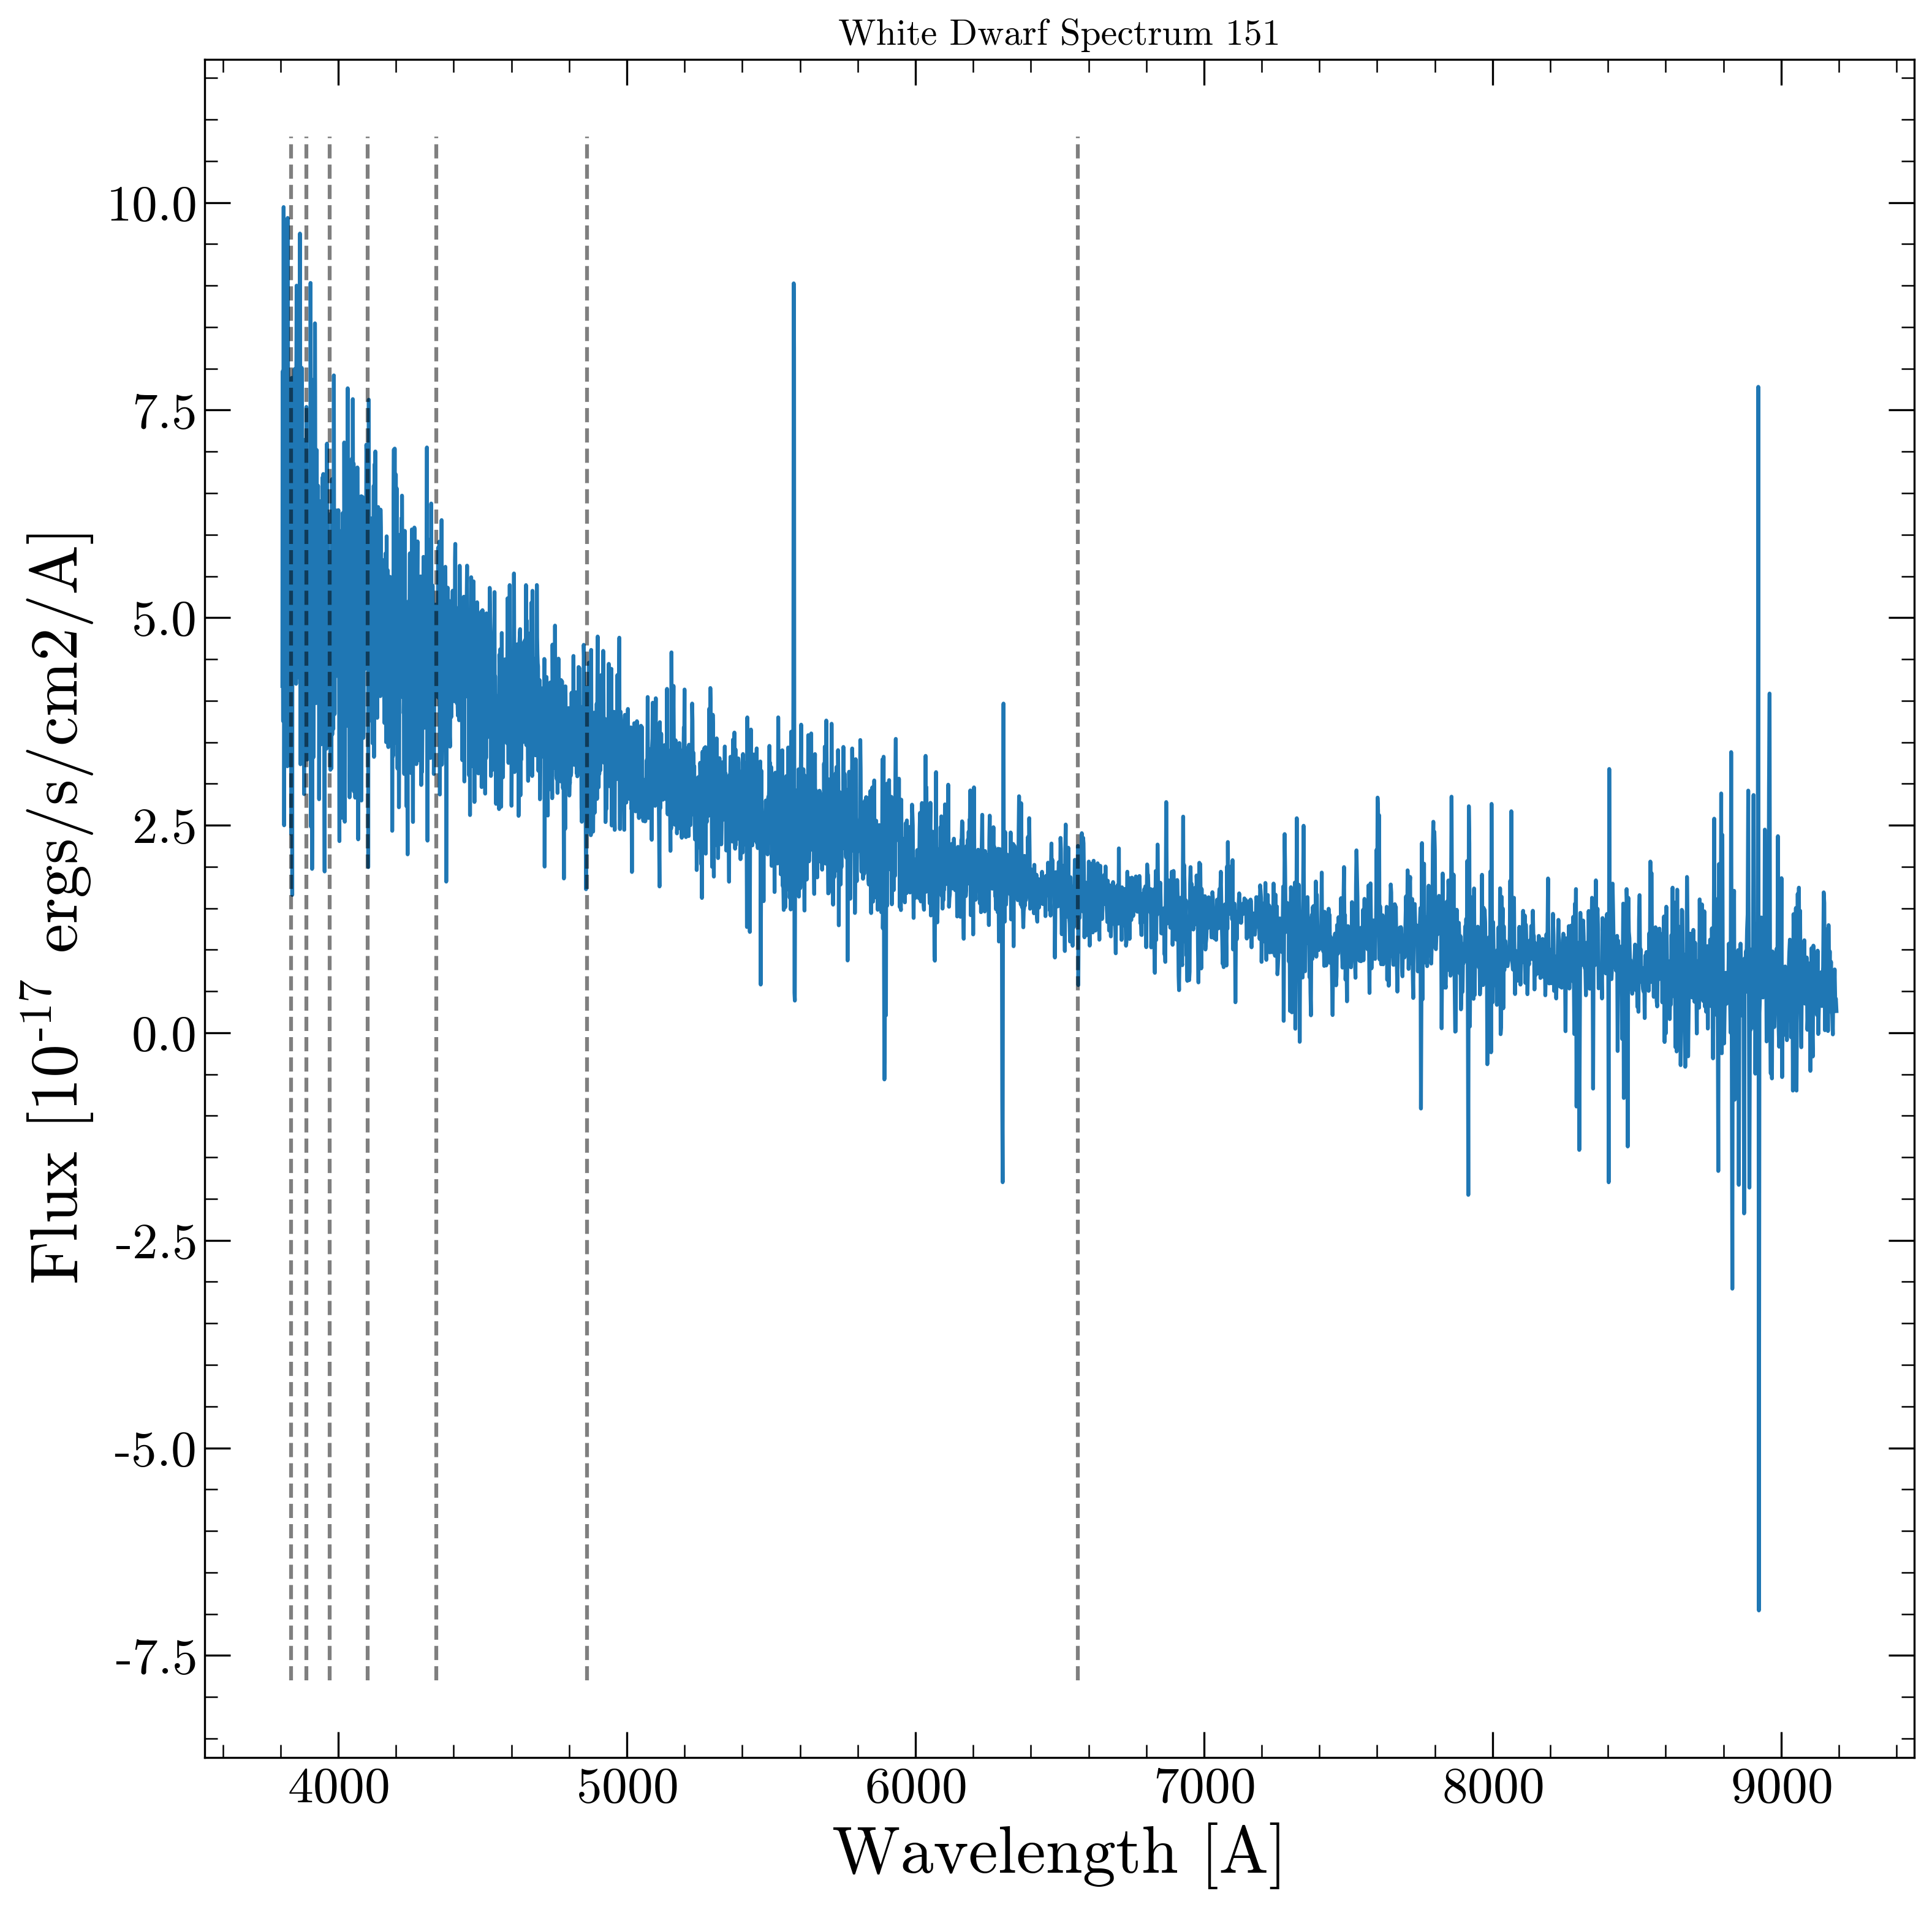 White Dwarf Spectrum 151
10.0
7.5
5.0
2.5
0.0
-2.5
-5.0
-7.5
Flux [10-17 ergs/s/cm2/A]
4000 5000 6000 7000 8000 9000
Wavelength [A]